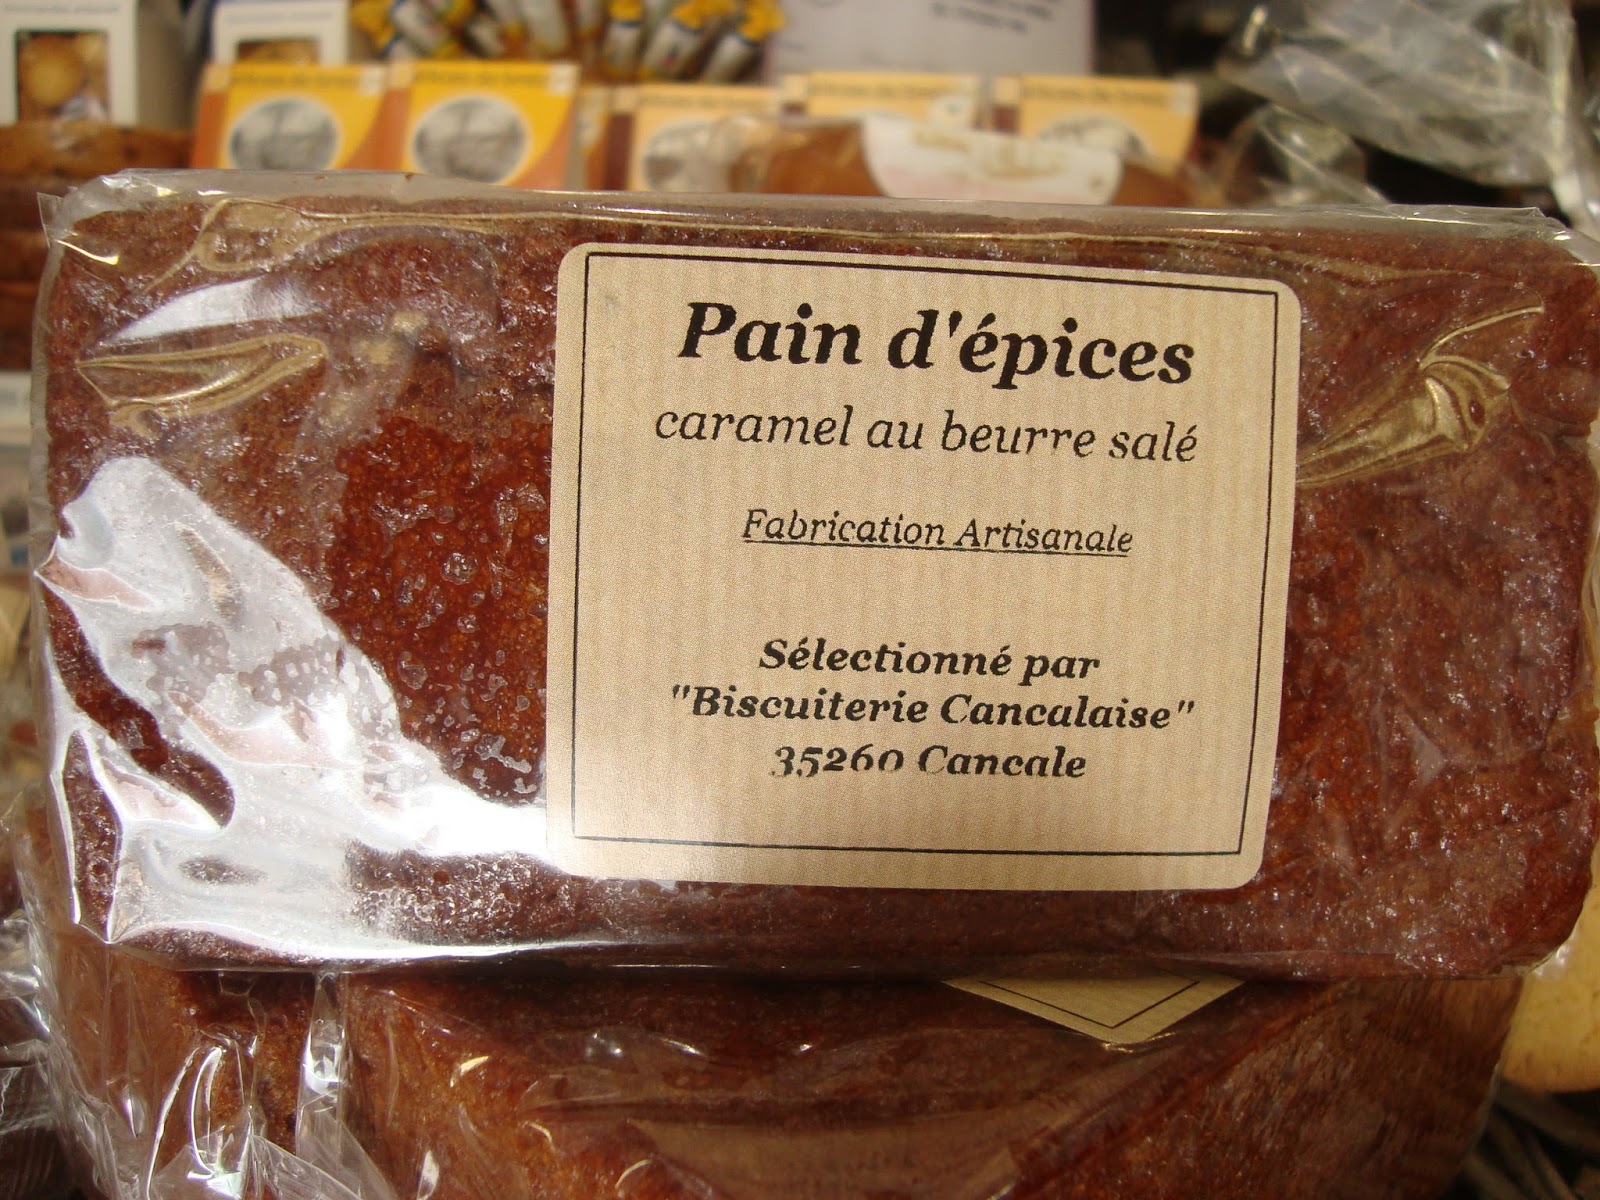 Pain d'épices
caramel au beurre salé
Fabrication Artisanale
Sélectionné par
"Biscuiterie Cancalaise"
35260 Cancale